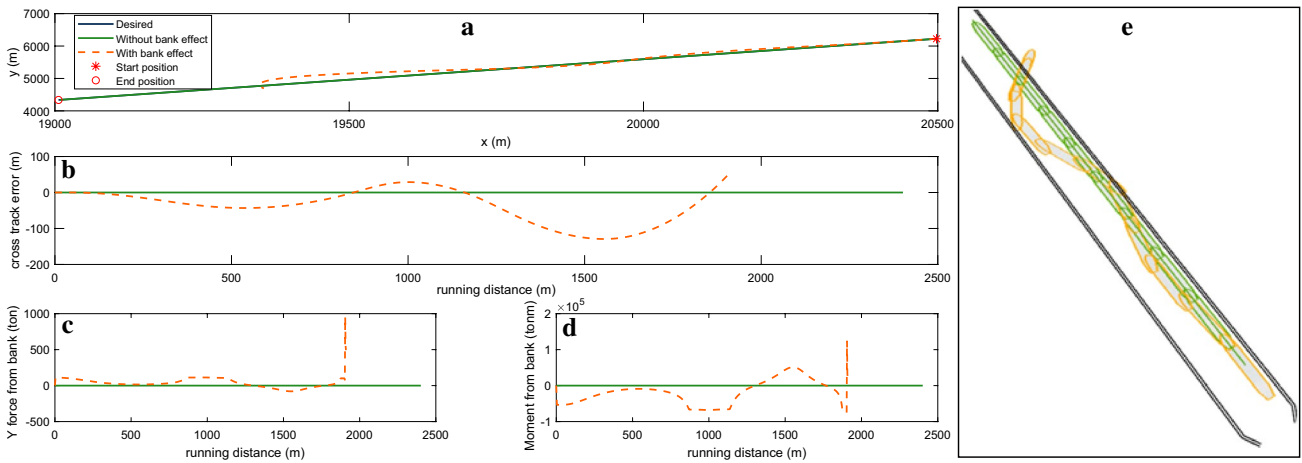 a
Desired
Without bank effect
With bank effect
Start position
End position
7000
6000
5000
4000
y (m)
19000
19500
20000
20500
x (m)
b
100
0
-100
-200
cross track error (m)
0
500
1000
1500
2000
2500
running distance (m)
c
1000
500
0
-500
Y force from bank (ton)
0
500
1000
1500
2000
2500
running distance (m)
d
×10^5
2
1
0
-1
Moment from bank (tonm)
0
500
1000
1500
2000
2500
running distance (m)
e